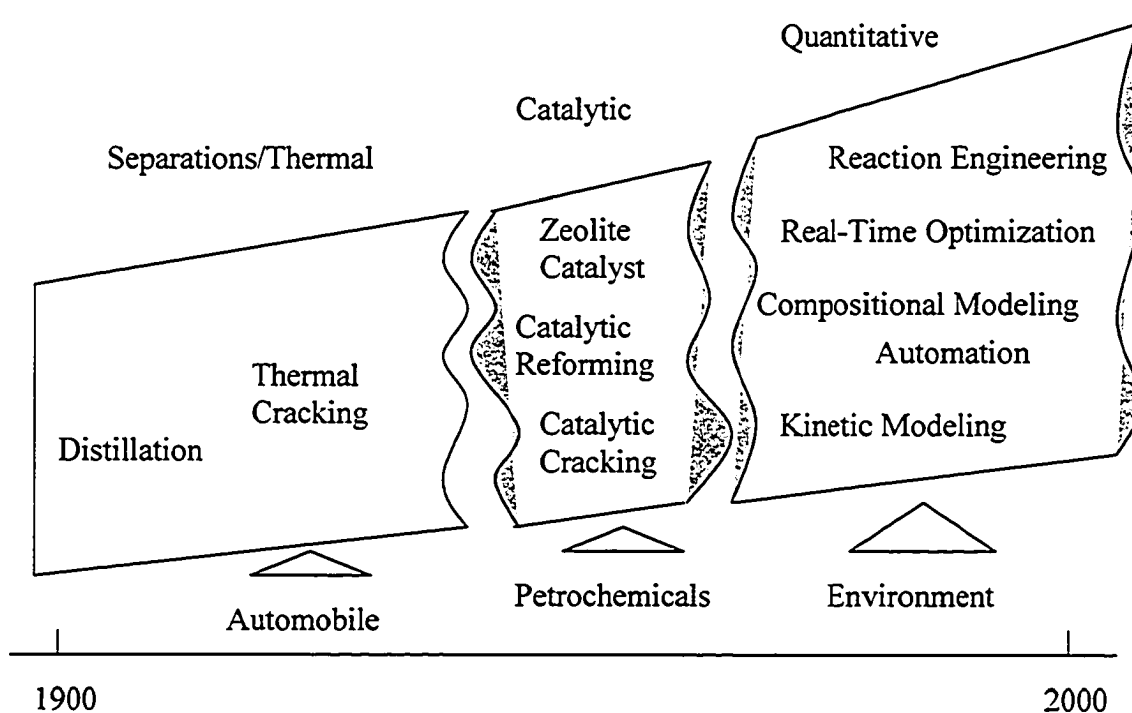 Quantitative
Catalytic
Separations/Thermal
Distillation
Thermal
Cracking
Zeolite
Catalyst
Catalytic
Reforming
Catalytic
Cracking
Reaction Engineering
Real-Time Optimization
Compositional Modeling
Automation
Kinetic Modeling
Automobile
Petrochemicals
Environment
1900
2000